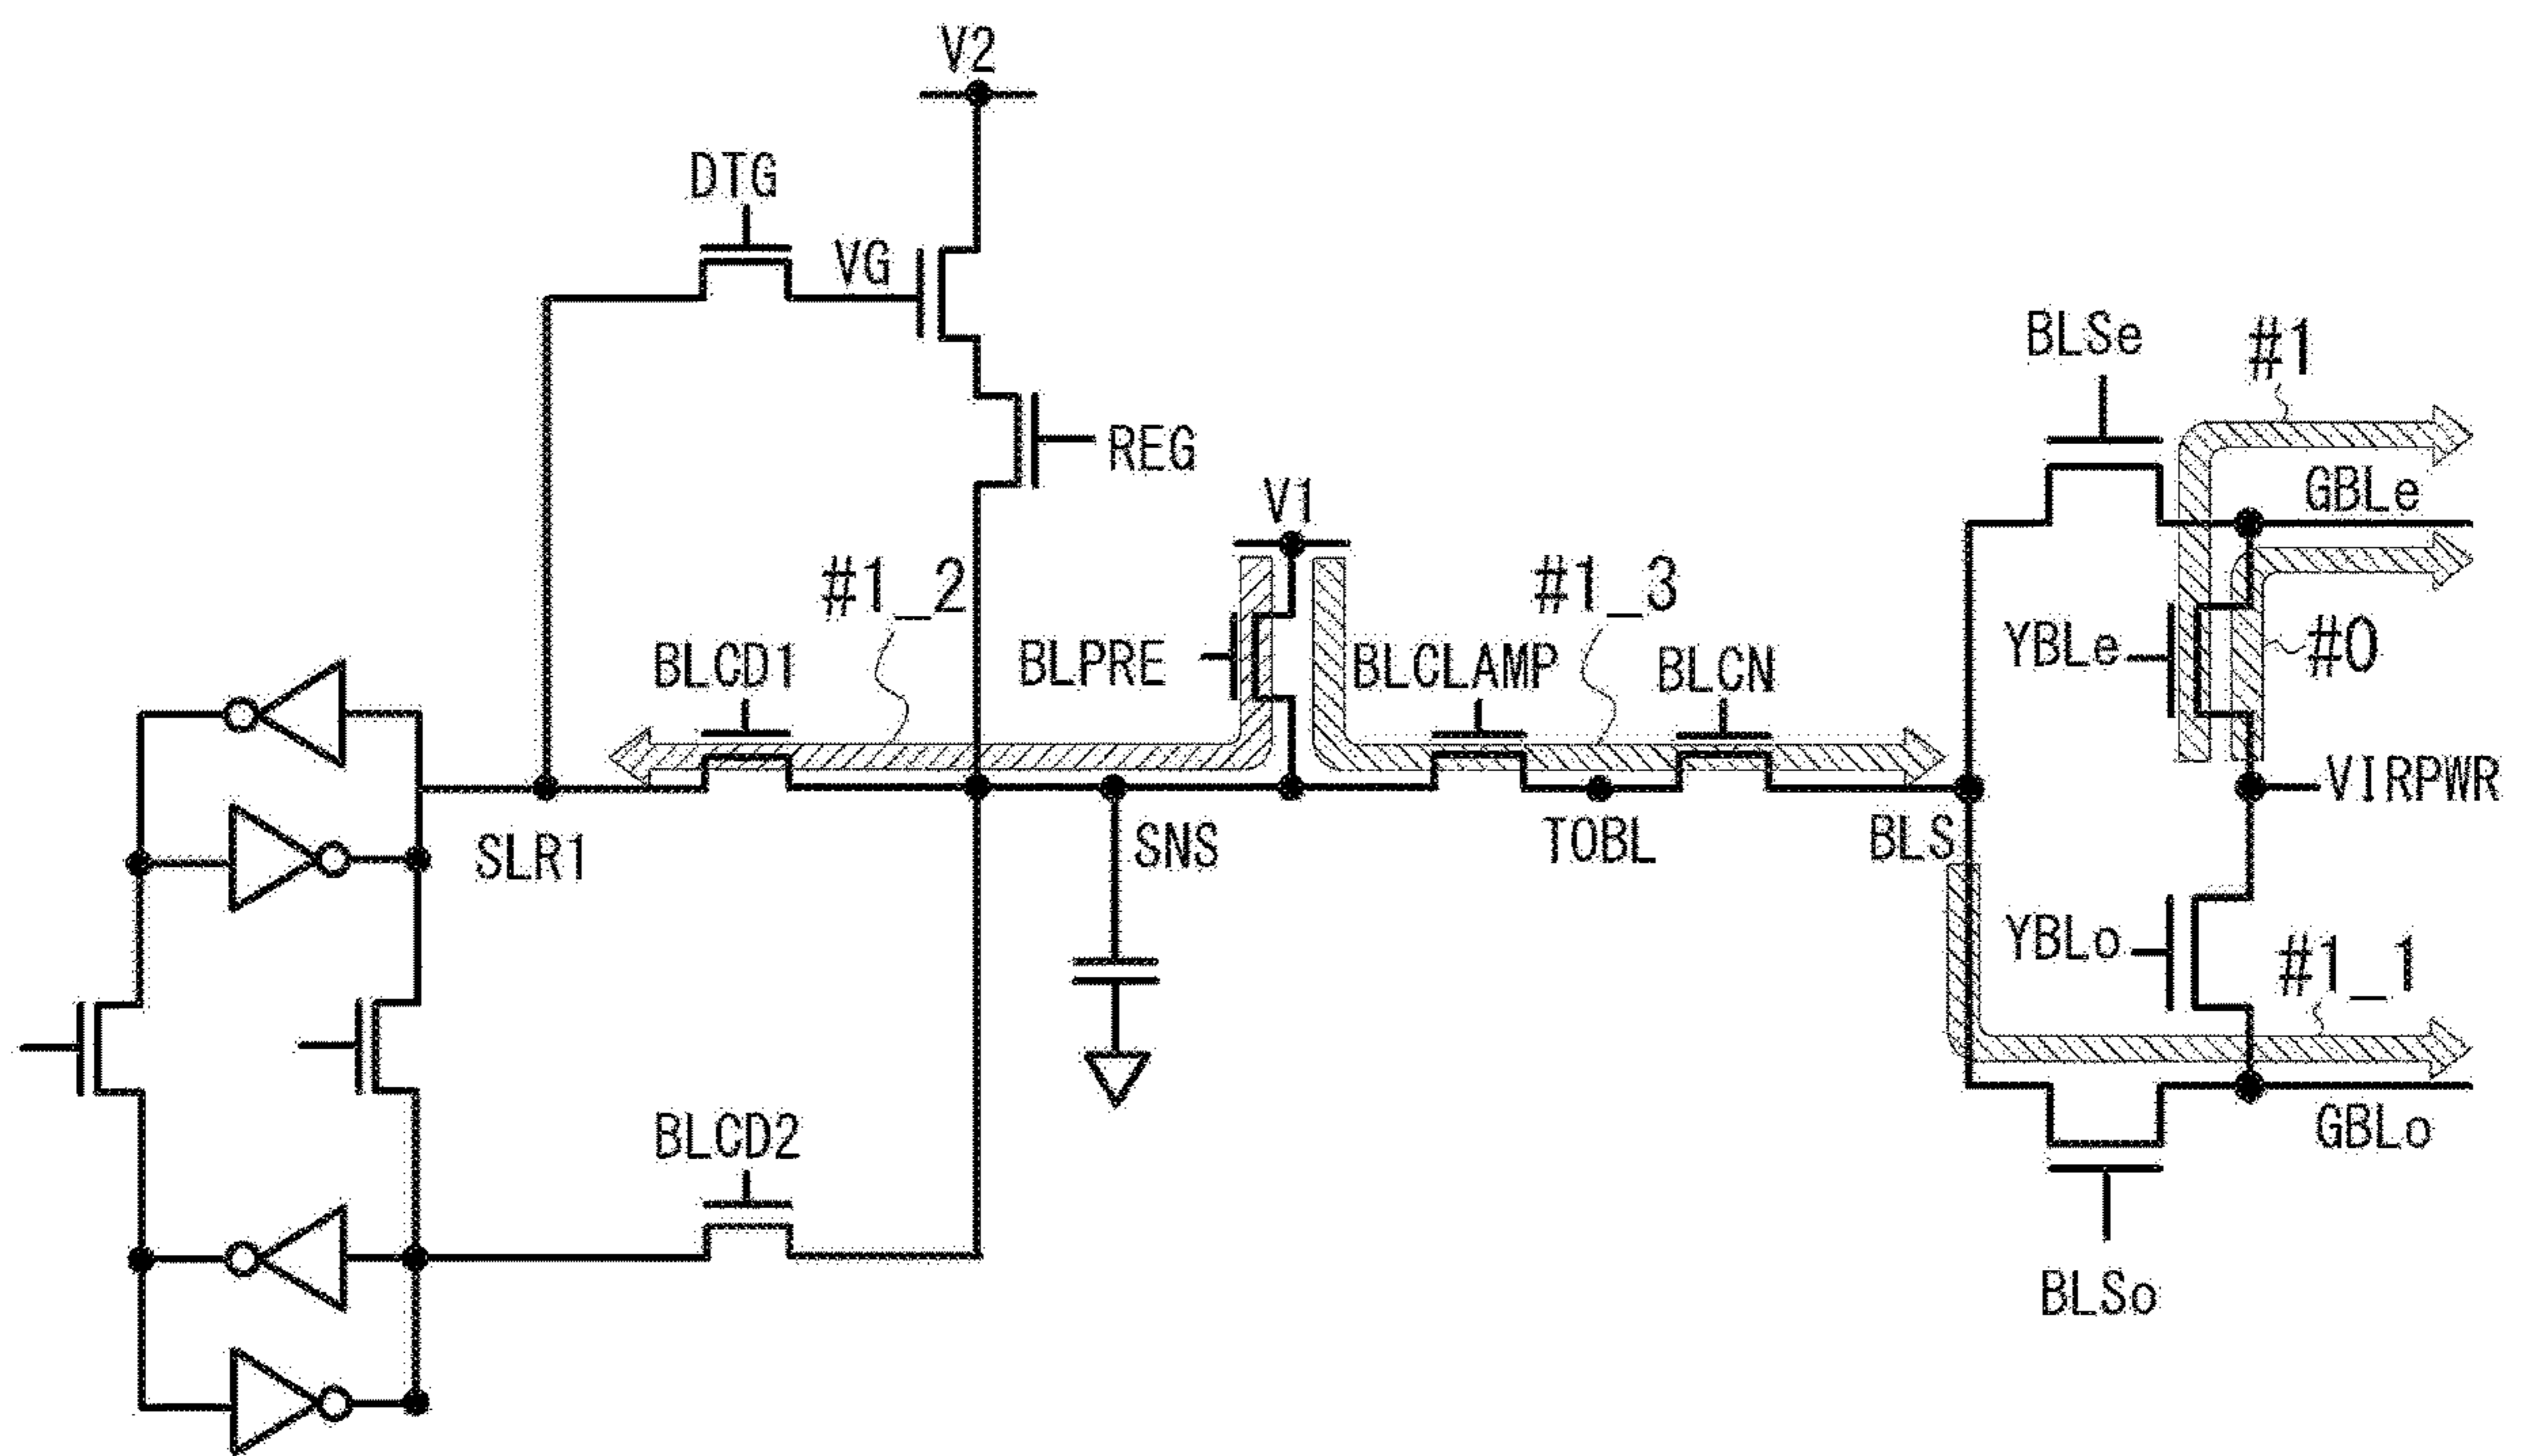 V2
DTG
VG
REG
BLSe
#1
GBLe
V1
#1_2
#1_3
BLCD1
BLPRE
BLCLAMP
BLCN
YBLe
#0
VIRPWR
SLR1
SNS
TOBL
BLS
YBLo
#1_1
BLCD2
GBLo
BLSo